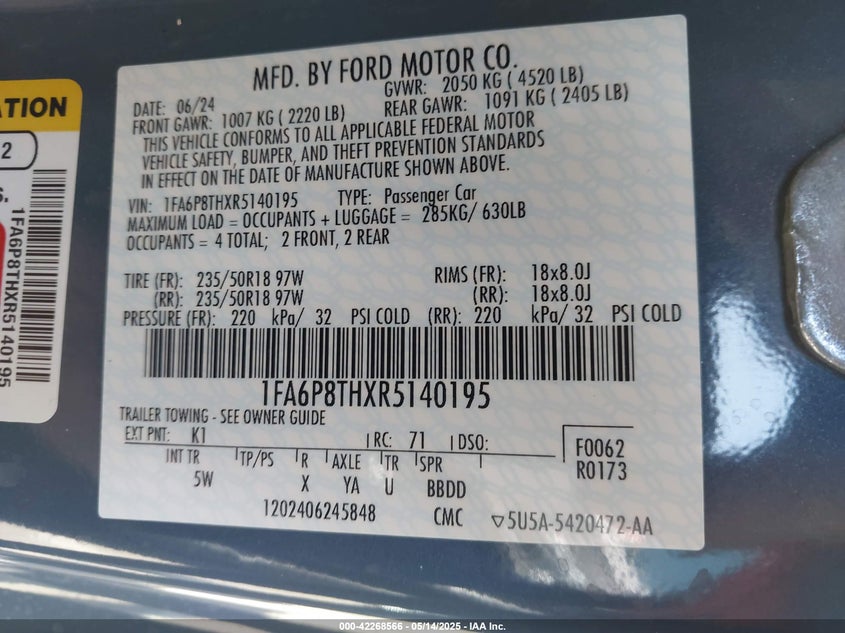 ATION
2
S.
1FA6P8THXR5140195
MFD. BY FORD MOTOR CO.
DATE: 06/24 GVWR: 2050 KG ( 4520 LB)
FRONT GAWR: 1007 KG ( 2220 LB) REAR GAWR: 1091 KG ( 2405 LB)
THIS VEHICLE CONFORMS TO ALL APPLICABLE FEDERAL MOTOR
VEHICLE SAFETY, BUMPER, AND THEFT PREVENTION STANDARDS
IN EFFECT ON THE DATE OF MANUFACTURE SHOWN ABOVE.
VIN: 1FA6P8THXR5140195 TYPE: Passenger Car
MAXIMUM LOAD = OCCUPANTS + LUGGAGE = 285KG/ 630LB
OCCUPANTS = 4 TOTAL; 2 FRONT, 2 REAR
TIRE (FR): 235/50R18 97W RIMS (FR): 18x8.0J
(RR): 235/50R18 97W (RR): 18x8.0J
PRESSURE (FR): 220 kPa/ 32 PSI COLD (RR): 220 kPa/ 32 PSI COLD
1FA6P8THXR5140195
TRAILER TOWING - SEE OWNER GUIDE
EXT PNT: K1 RC: 71 DSO: F0062
INT TR TP/PS R AXLE TR SPR R0173
5W X YA U BBDD
1202406245848 CMC ▽5U5A-5420472-AA
000-42268566 - 05/14/2025 - IAA Inc.